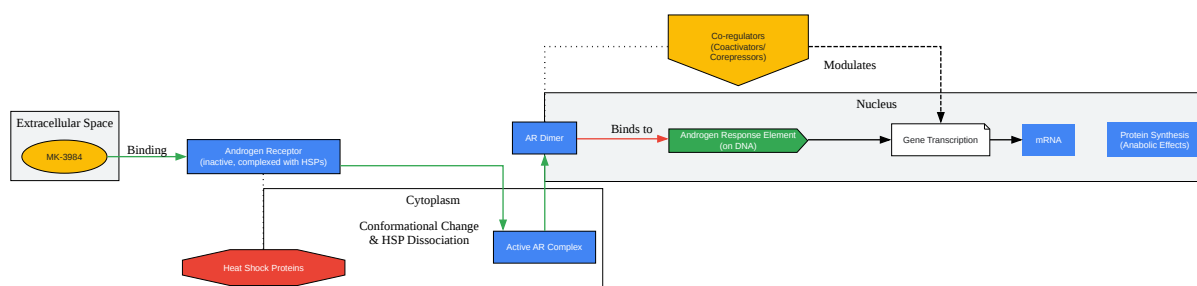 Co-regulators
(Coactivators/
Corepressors)
Modulates
Nucleus
Extracellular Space
MK-3984
Binding
Androgen Receptor
(inactive, complexed with HSPs)
AR Dimer
Binds to
Androgen Response Element
(on DNA)
Gene Transcription
mRNA
Protein Synthesis
(Anabolic Effects)
Cytoplasm
Conformational Change
& HSP Dissociation
Active AR Complex
Heat Shock Proteins